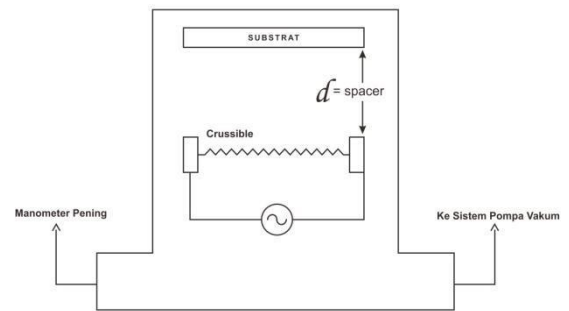 SUBSTRAT
d = spacer
Crussible
Manometer Pening
Ke Sistem Pompa Vakum